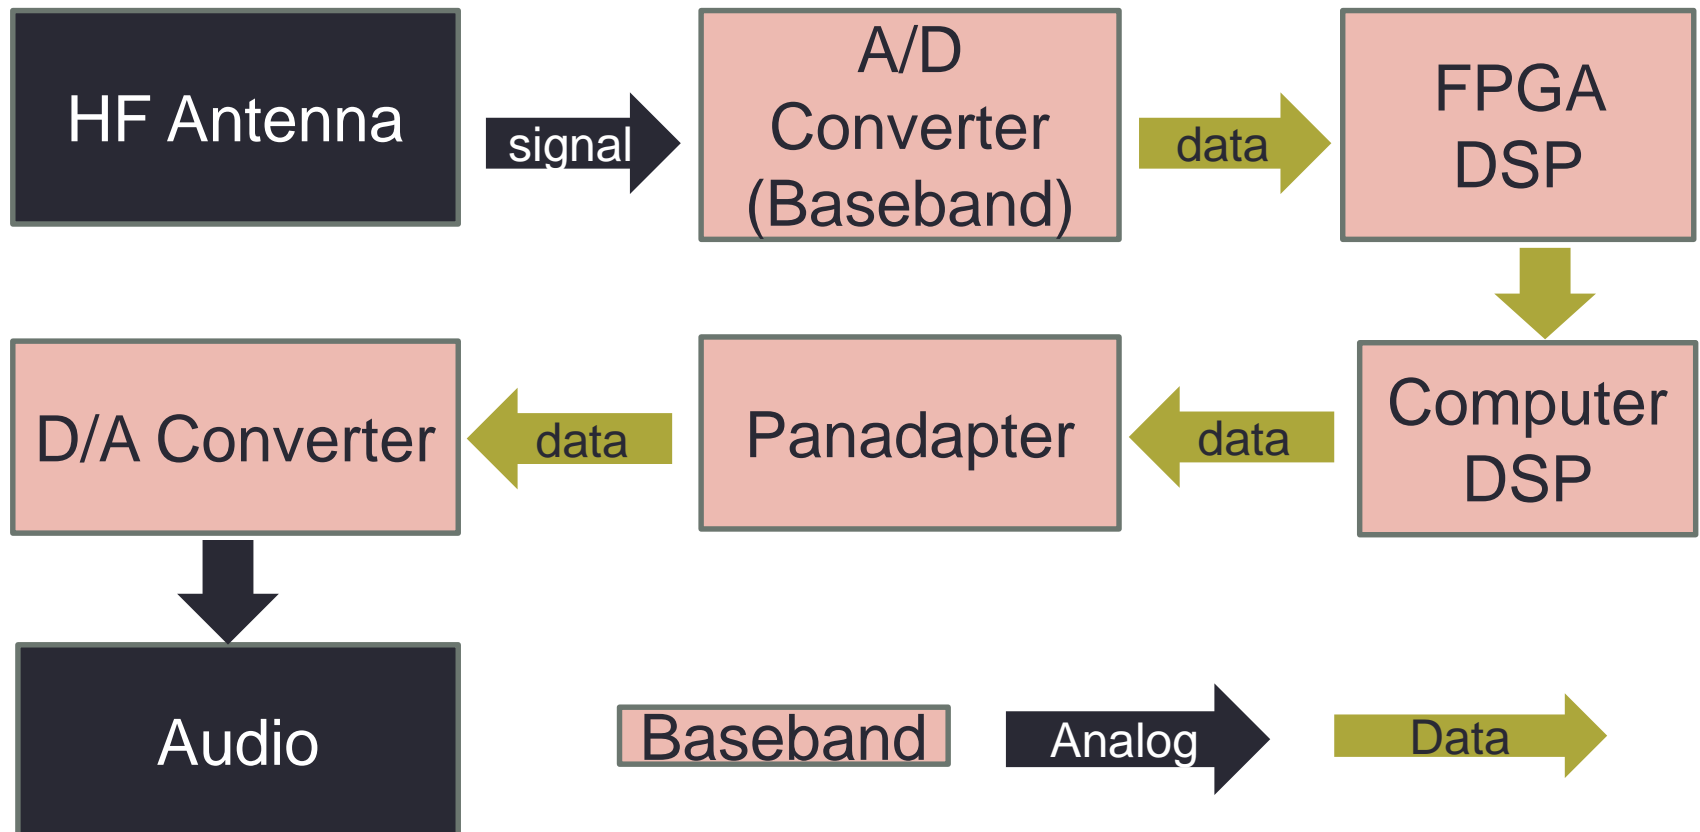 HF Antenna
signal
A/D
Converter
(Baseband)
data
FPGA
DSP
D/A Converter
data
Panadapter
data
Computer
DSP
Audio
Baseband
Analog
Data